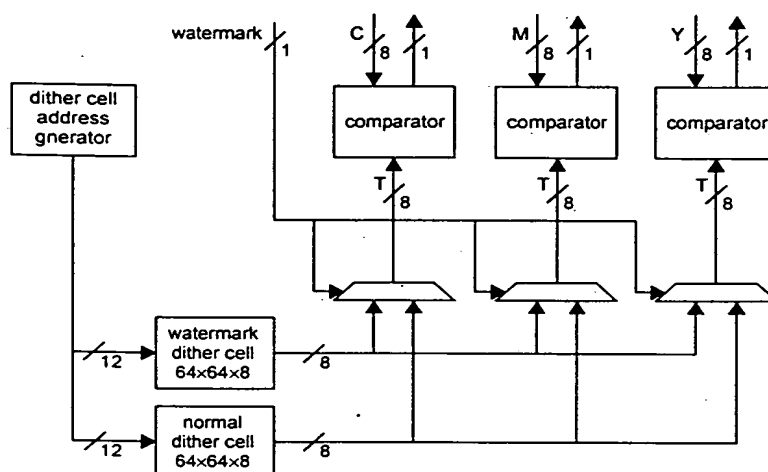 watermark
1
C
8
1
M
8
1
Y
8
1
dither cell
address
gnerator
comparator
comparator
comparator
T
8
T
8
T
8
12
watermark
dither cell
64×64×8
8
12
normal
dither cell
64×64×8
8